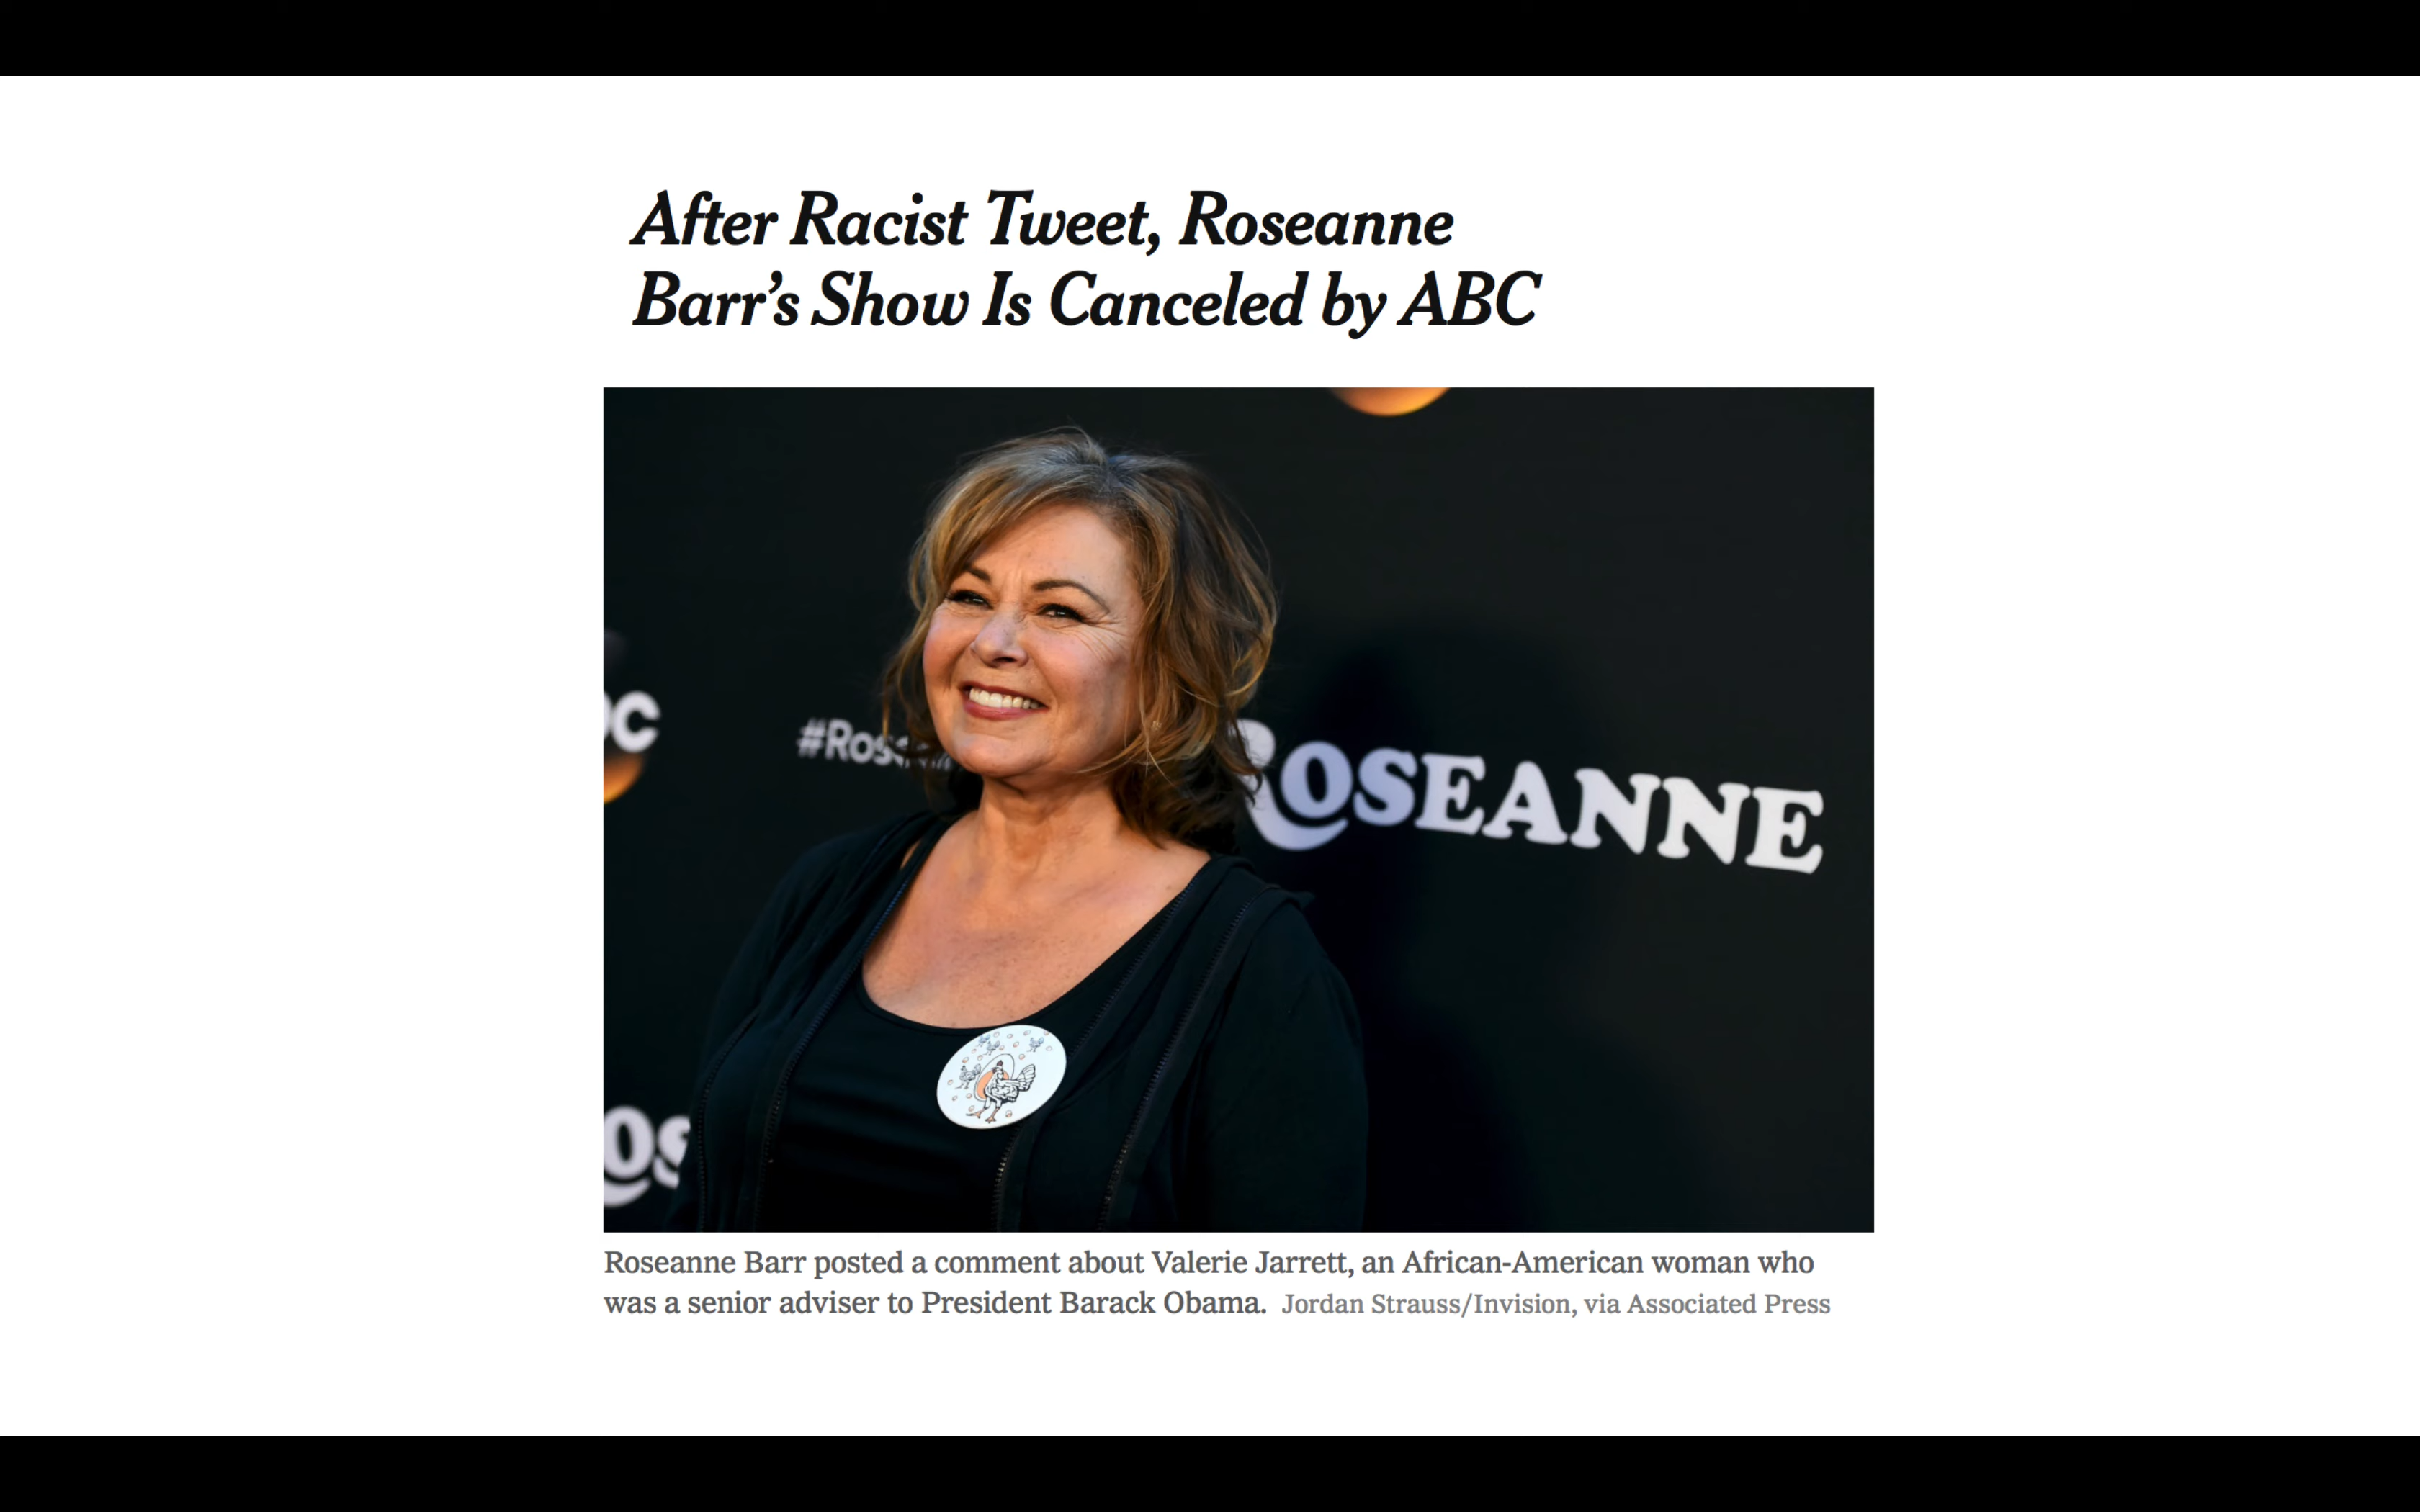 After Racist Tweet, Roseanne
Barr’s Show Is Canceled by ABC
#Rose
ROSEANNE
Roseanne Barr posted a comment about Valerie Jarrett, an African-American woman who
was a senior adviser to President Barack Obama. Jordan Strauss/Invision, via Associated Press